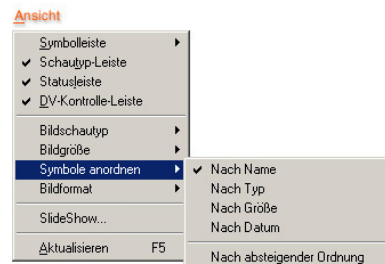 Ansicht
Symbolleiste
Schautyp-Leiste
Statusleiste
DV-Kontrolle-Leiste
Bildschautyp
Bildgröße
Symbole anordnen
Bildformat
SlideShow...
Aktualisieren F5
Nach Name
Nach Typ
Nach Größe
Nach Datum
Nach absteigender Ordnung